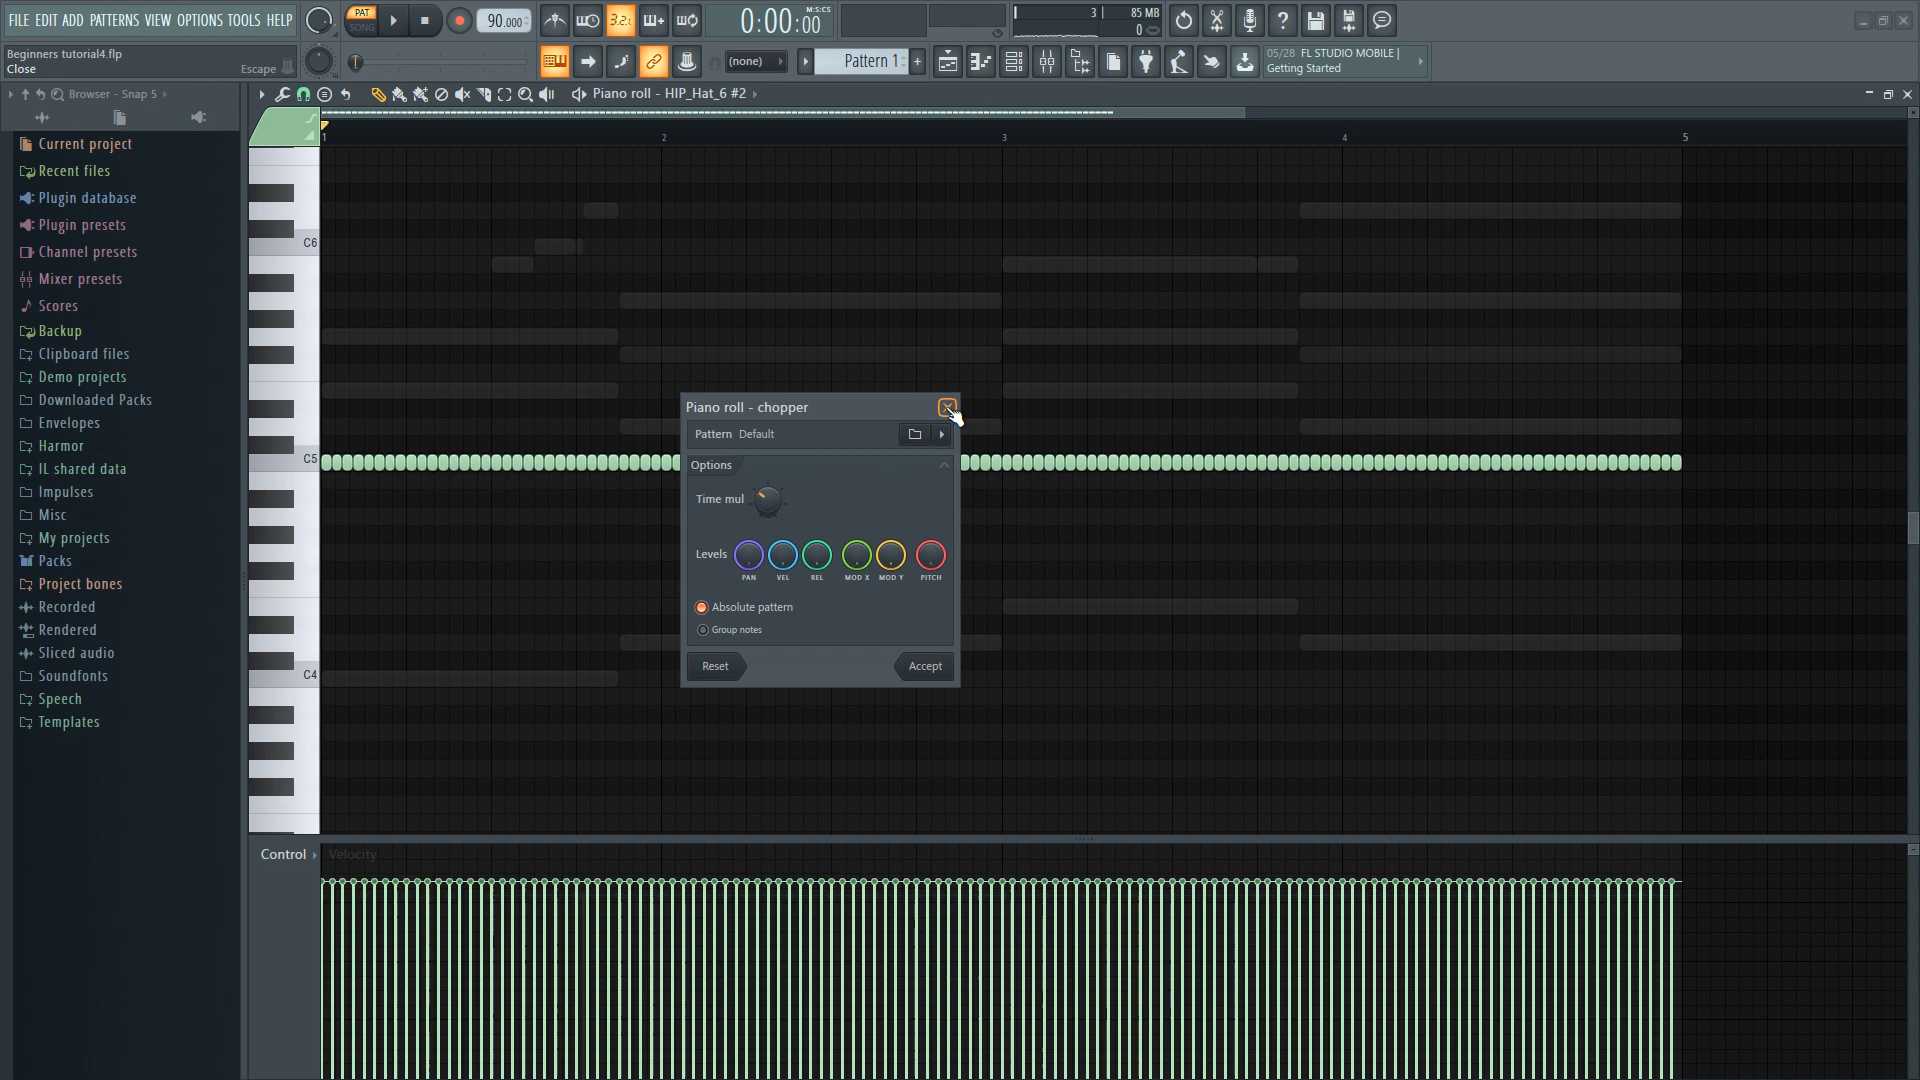 FILE EDIT ADD PATTERNS VIEW OPTIONS TOOLS HELP
PAT
SONG
90.000
3.2.:
0:00:00
M:S:CS
3
85 MB
0
Beginners tutorial4.flp
Close
Escape
(none)
Pattern 1
+
05/28 FL STUDIO MOBILE |
Getting Started
Browser - Snap 5
Piano roll - HIP_Hat_6 #2
1
2
3
4
5
Current project
Recent files
Plugin database
Plugin presets
Channel presets
Mixer presets
Scores
Backup
Clipboard files
Demo projects
Downloaded Packs
Envelopes
Harmor
IL shared data
Impulses
Misc
My projects
Packs
Project bones
Recorded
Rendered
Sliced audio
Soundfonts
Speech
Templates
C6
C5
C4
Piano roll - chopper
Pattern Default
Options
Time mul
Levels
PAN
VEL
REL
MOD X
MOD Y
PITCH
Absolute pattern
Group notes
Reset
Accept
Control
Velocity